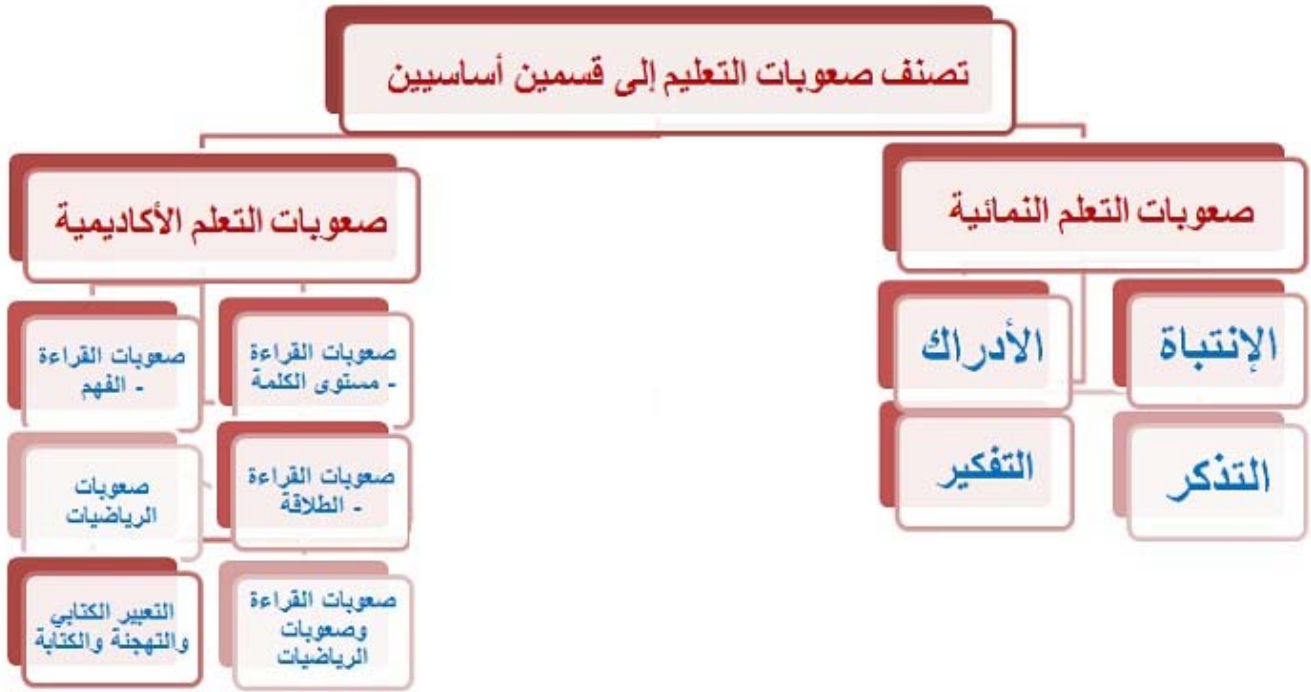 تصنف صعوبات التعليم إلى قسمين أساسيين
صعوبات التعلم النمائية
الإنتباة
الأدراك
التذكر
التفكير
صعوبات التعلم الأكاديمية
صعوبات القراءة
- مستوى الكلمة
صعوبات القراءة
- الفهم
صعوبات القراءة
- الطلاقة
صعوبات
الرياضيات
صعوبات القراءة
وصعوبات
الرياضيات
التعبير الكتابي
والتهجنة والكتابة